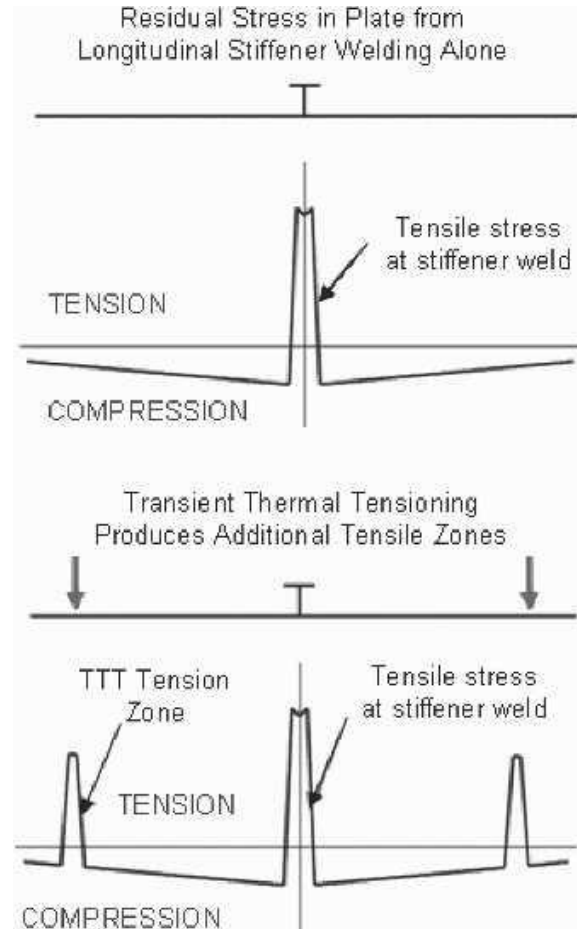 Residual Stress in Plate from
Longitudinal Stiffener Welding Alone
Tensile stress
at stiffener weld
TENSION
COMPRESSION
Transient Thermal Tensioning
Produces Additional Tensile Zones
TTT Tension
Zone
Tensile stress
at stiffener weld
TENSION
COMPRESSION